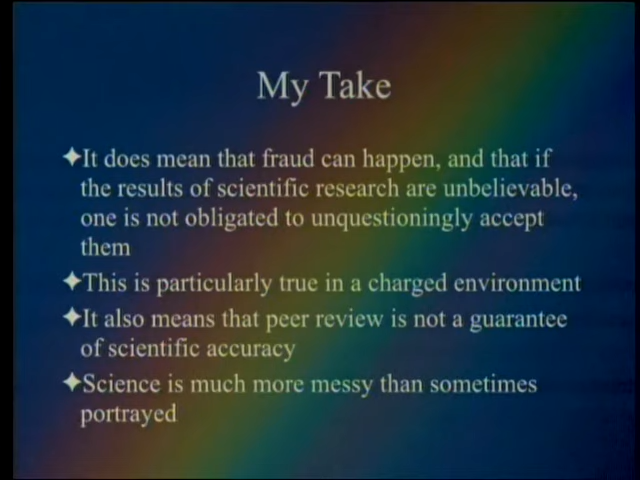 My Take
It does mean that fraud can happen, and that if
the results of scientific research are unbelievable,
one is not obligated to unquestioningly accept
them
This is particularly true in a charged environment
It also means that peer review is not a guarantee
of scientific accuracy
Science is much more messy than sometimes
portrayed